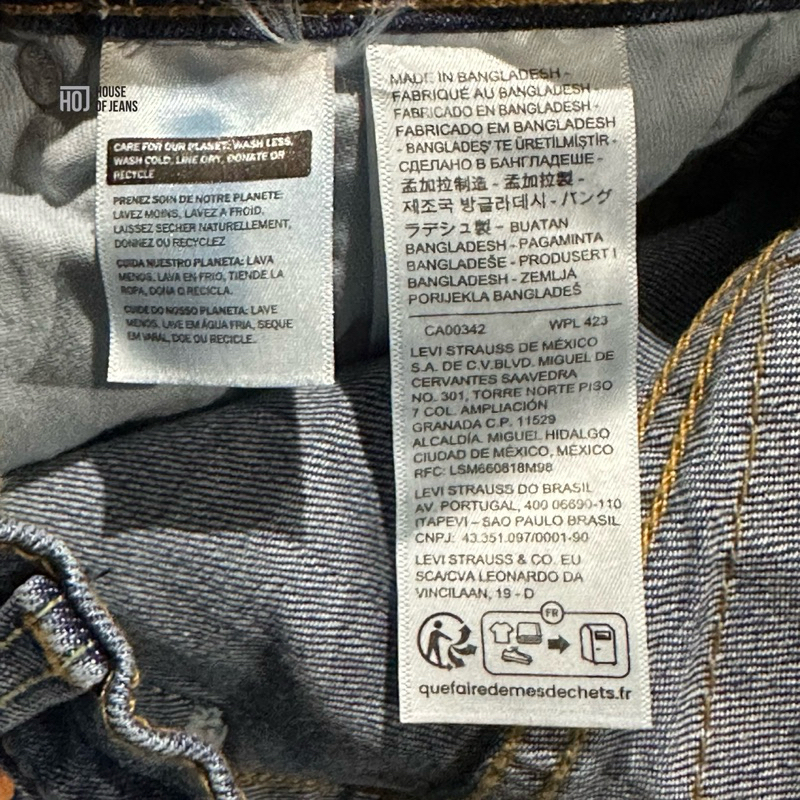 HOJ HOUSE
OF JEANS
CARE FOR OUR PLANET: WASH LESS,
WASH COLD, LINE DRY, DONATE OR
RECYCLE
PRENEZ SOIN DE NOTRE PLANETE:
LAVEZ MOINS, LAVEZ A FROID,
LAISSEZ SECHER NATURELLEMENT,
DONNEZ OU RECYCLEZ
CUIDA NUESTRO PLANETA: LAVA
MENOS, LAVA EN FRIO, TIENDE LA
ROPA, DONA O RECICLA.
CUIDE DO NOSSO PLANETA: LAVE
MENOS, LAVE EM ÁGUA FRIA, SEQUE
EM VARAL, DOE OU RECICLE.
MADE IN BANGLADESH -
FABRIQUÉ AU BANGLADESH -
FABRICADO EN BANGLADESH -
FABRICADO EM BANGLADESH
- BANGLADEŞ' TE ÜRETİLMİŞTİR -
СДЕЛАНО В БАНГЛАДЕШЕ -
孟加拉制造 - 孟加拉製 -
제조국 방글라데시 - バング
ラデシュ製 - BUATAN
BANGLADESH - PAGAMINTA
BANGLADEŠE - PRODUSERT I
BANGLADESH - ZEMLJA
PORIJEKLA BANGLADEŠ
CA00342 WPL 423
LEVI STRAUSS DE MÉXICO
S.A. DE C.V.BLVD. MIGUEL DE
CERVANTES SAAVEDRA
NO. 301, TORRE NORTE PISO
7 COL. AMPLIACIÓN
GRANADA C.P. 11529
ALCALDÍA. MIGUEL HIDALGO
CIUDAD DE MÉXICO, MÉXICO
RFC: LSM660818M98
LEVI STRAUSS DO BRASIL
AV. PORTUGAL, 400 06690-110
ITAPEVI – SAO PAULO BRASIL
CNPJ: 43.351.097/0001-90
LEVI STRAUSS & CO. EU
SCA/CVA LEONARDO DA
VINCILAAN, 19 - D
FR
quefairedemesdechets.fr